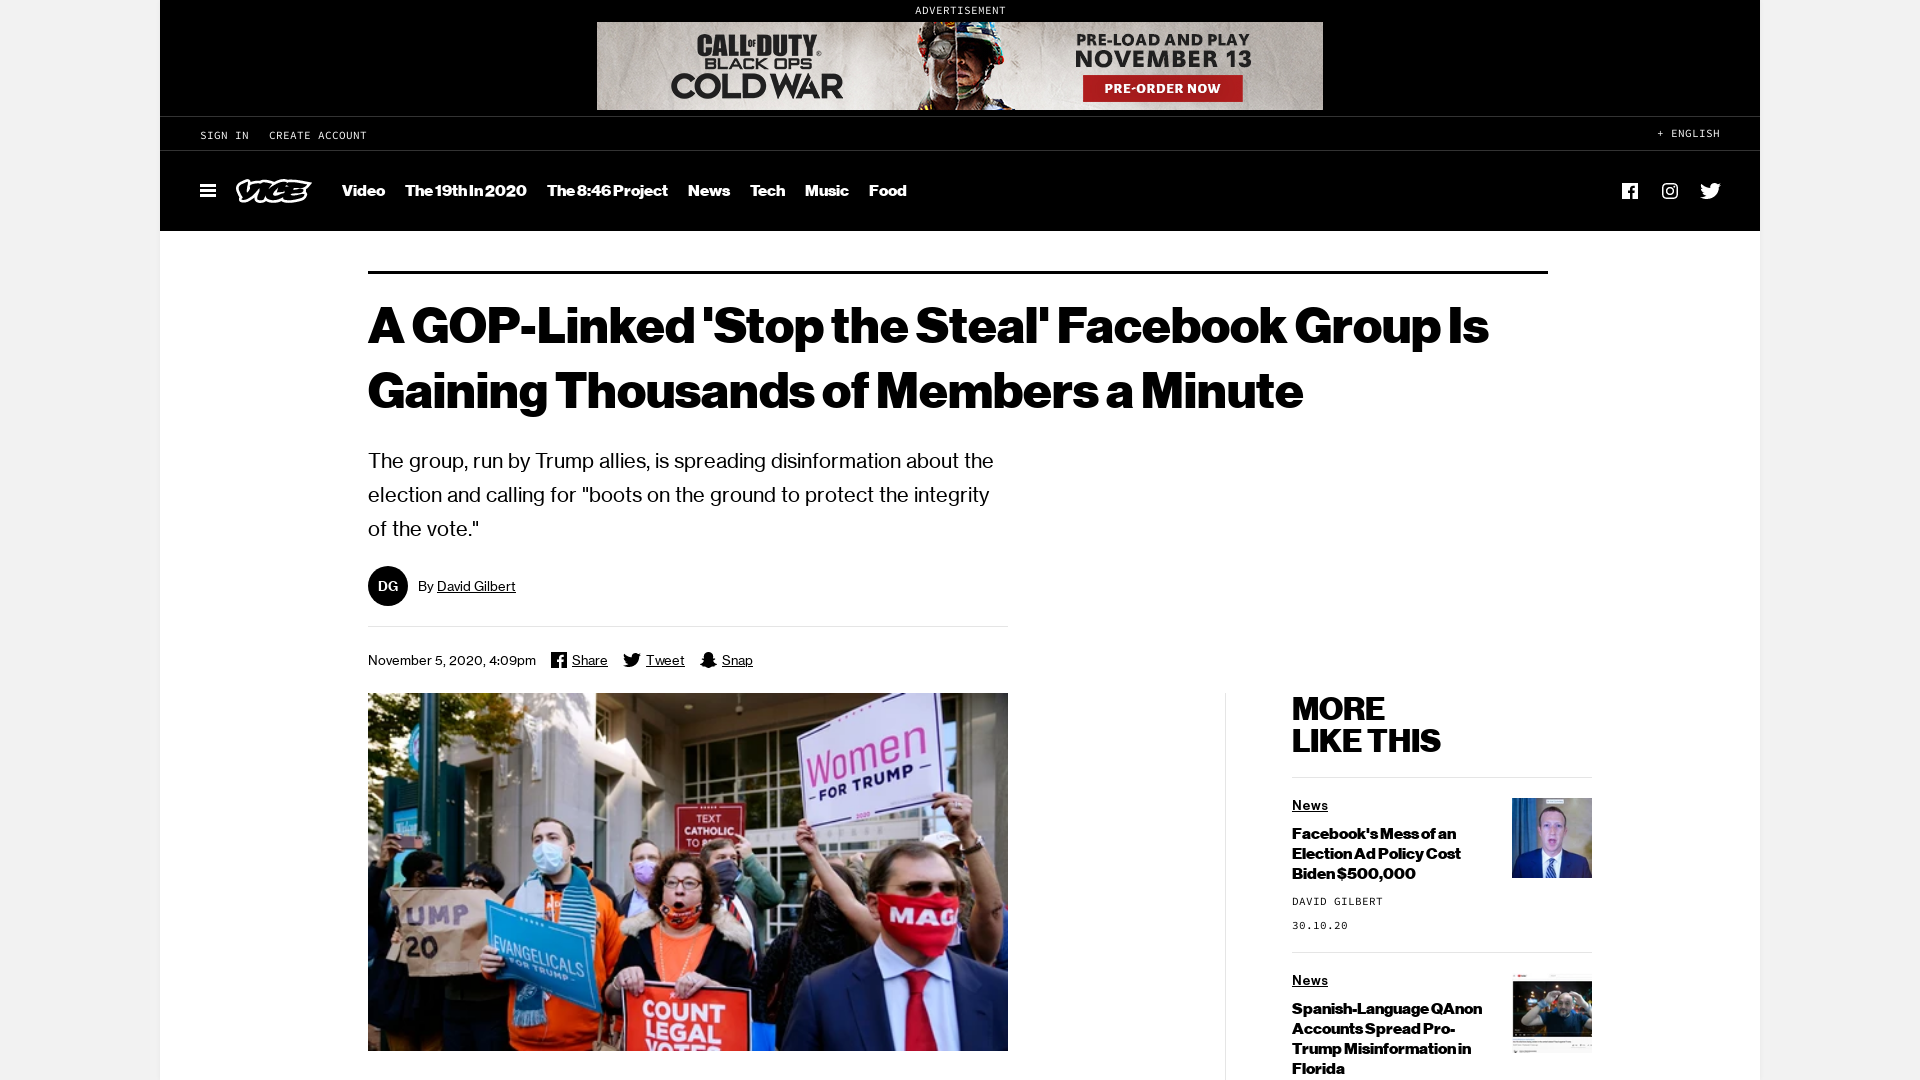 ADVERTISEMENT
CALL OF DUTY®
BLACK OPS
COLD WAR
PRE-LOAD AND PLAY
NOVEMBER 13
PRE-ORDER NOW
SIGN IN CREATE ACCOUNT
+ ENGLISH
VICE Video The 19th In 2020 The 8:46 Project News Tech Music Food
A GOP-Linked 'Stop the Steal' Facebook Group Is
Gaining Thousands of Members a Minute
The group, run by Trump allies, is spreading disinformation about the
election and calling for "boots on the ground to protect the integrity
of the vote."
DG By David Gilbert
November 5, 2020, 4:09pm Share Tweet Snap
Women
FOR TRUMP
2020
TEXT
CATHOLIC
TO
UMP
20
EVANGELICALS
FOR TRUMP
MAG
COUNT
LEGAL
VOTES
MORE
LIKE THIS
News
Facebook's Mess of an
Election Ad Policy Cost
Biden $500,000
DAVID GILBERT
30.10.20
News
Spanish-Language QAnon
Accounts Spread Pro-
Trump Misinformation in
Florida